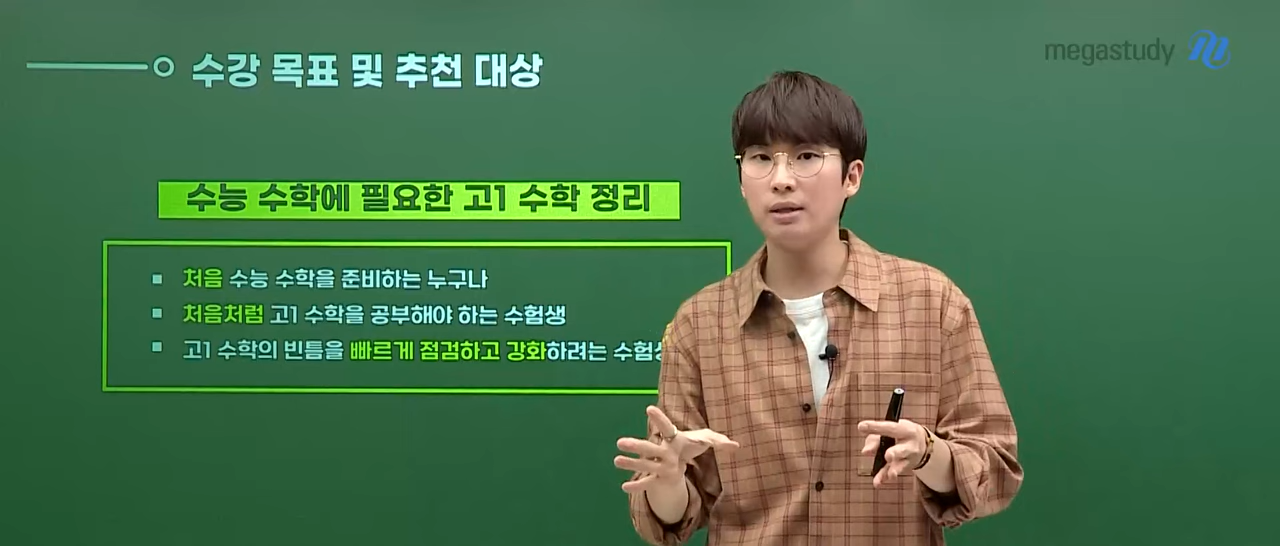 수강 목표 및 추천 대상
megastudy
수능 수학에 필요한 고1 수학 정리
처음 수능 수학을 준비하는 누구나
처음처럼 고1 수학을 공부해야 하는 수험생
고1 수학의 빈틈을 빠르게 점검하고 강화하려는